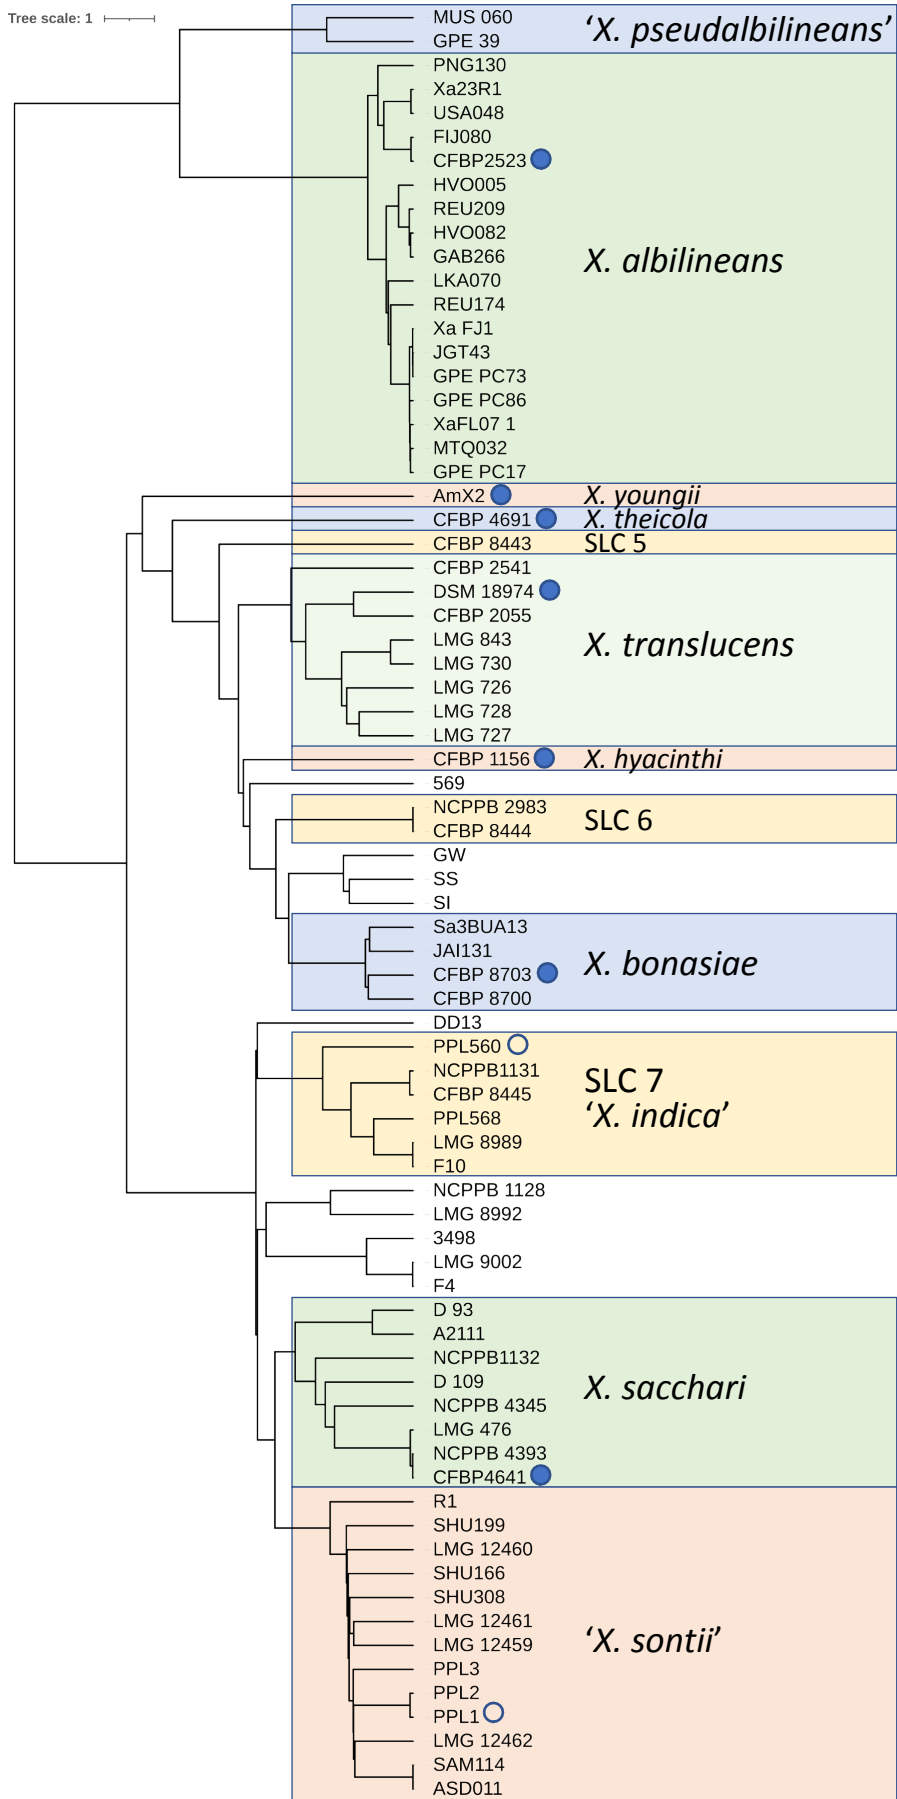 Tree scale: 1
MUS 060
GPE 39
‘X. pseudalbilineans’
PNG130
Xa23R1
USA048
FIJ080
CFBP2523
HVO005
REU209
HVO082
GAB266
X. albilineans
LKA070
REU174
Xa FJ1
JGT43
GPE PC73
GPE PC86
XaFL07 1
MTQ032
GPE PC17
AmX2 X. youngii
CFBP 4691 X. theicola
CFBP 8443 SLC 5
CFBP 2541
DSM 18974
CFBP 2055
LMG 843
X. translucens
LMG 730
LMG 726
LMG 728
LMG 727
CFBP 1156 X. hyacinthi
569
NCPPB 2983
SLC 6
CFBP 8444
GW
SS
SI
Sa3BUA13
JAI131
X. bonasiae
CFBP 8703
CFBP 8700
DD13
PPL560
NCPPB1131
SLC 7
CFBP 8445
‘X. indica’
PPL568
LMG 8989
F10
NCPPB 1128
LMG 8992
3498
LMG 9002
F4
D 93
A2111
NCPPB1132
D 109
X. sacchari
NCPPB 4345
LMG 476
NCPPB 4393
CFBP4641
R1
SHU199
LMG 12460
SHU166
SHU308
LMG 12461
LMG 12459
‘X. sontii’
PPL3
PPL2
PPL1
LMG 12462
SAM114
ASD011